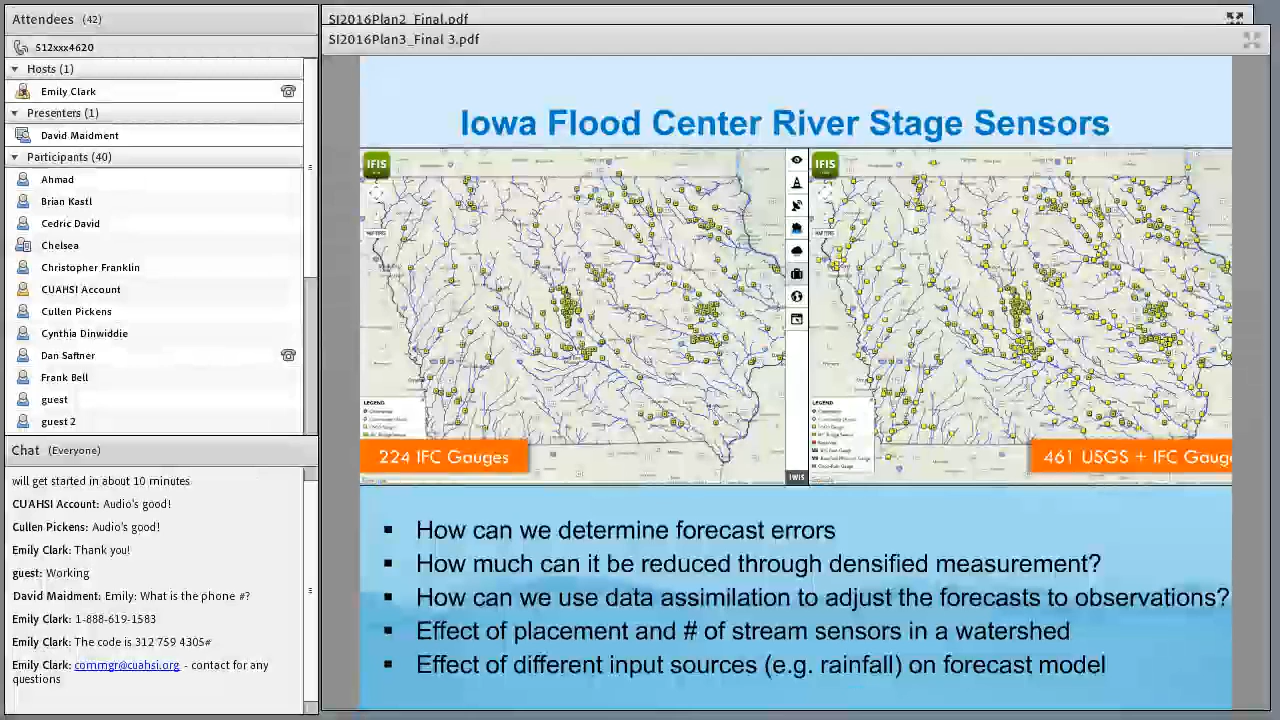 Attendees (42)
512xxx4620
Hosts (1)
Emily Clark
Presenters (1)
David Maidment
Participants (40)
Ahmad
Brian Kastl
Cedric David
Chelsea
Christopher Franklin
CUAHSI Account
Cullen Pickens
Cynthia Dinwiddie
Dan Saftner
Frank Bell
guest
guest 2
Chat (Everyone)
will get started in about 10 minutes
CUAHSI Account: Audio's good!
Cullen Pickens: Audio's good!
Emily Clark: Thank you!
guest: Working
David Maidment: Emily: What is the phone #?
Emily Clark: 1-888-619-1583
Emily Clark: The code is 312 759 4305#
Emily Clark: commgr@cuahsi.org - contact for any
questions
SI2016Plan2_Final.pdf
SI2016Plan3_Final 3.pdf
Iowa Flood Center River Stage Sensors
IFIS
IFIS
LEGEND
LEGEND
IWIS
224 IFC Gauges
461 USGS + IFC Gauge
▪ How can we determine forecast errors
▪ How much can it be reduced through densified measurement?
▪ How can we use data assimilation to adjust the forecasts to observations?
▪ Effect of placement and # of stream sensors in a watershed
▪ Effect of different input sources (e.g. rainfall) on forecast model